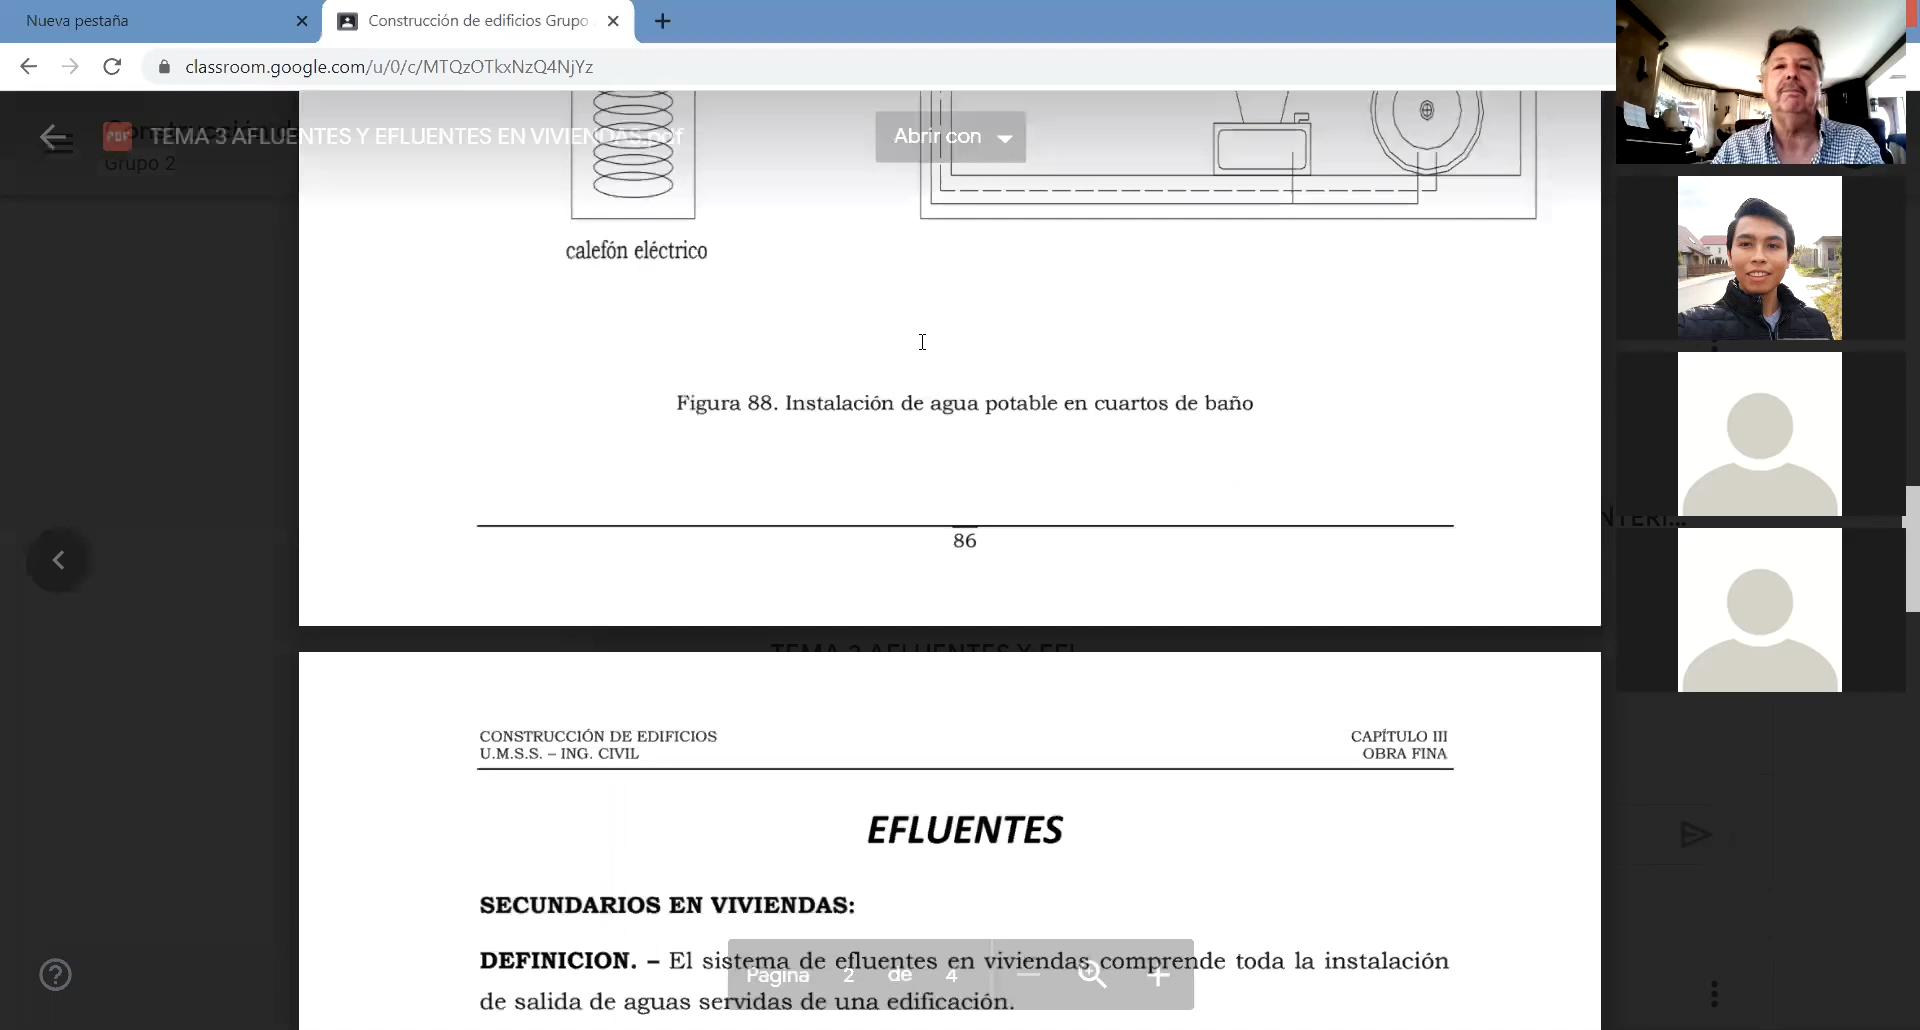 Nueva pestaña
Construcción de edificios Grupo
classroom.google.com/u/0/c/MTQzOTkxNzQ4NjYz
PDF
TEMA 3 AFLUENTES Y EFLUENTES EN VIVIENDAS.pdf
Grupo 2
Abrir con
calefón eléctrico
Figura 88. Instalación de agua potable en cuartos de baño
86
CONSTRUCCIÓN DE EDIFICIOS
U.M.S.S. – ING. CIVIL
CAPÍTULO III
OBRA FINA
EFLUENTES
SECUNDARIOS EN VIVIENDAS:
DEFINICION. – El sistema de efluentes en viviendas comprende toda la instalación
de salida de aguas servidas de una edificación.
Página 2 de 4